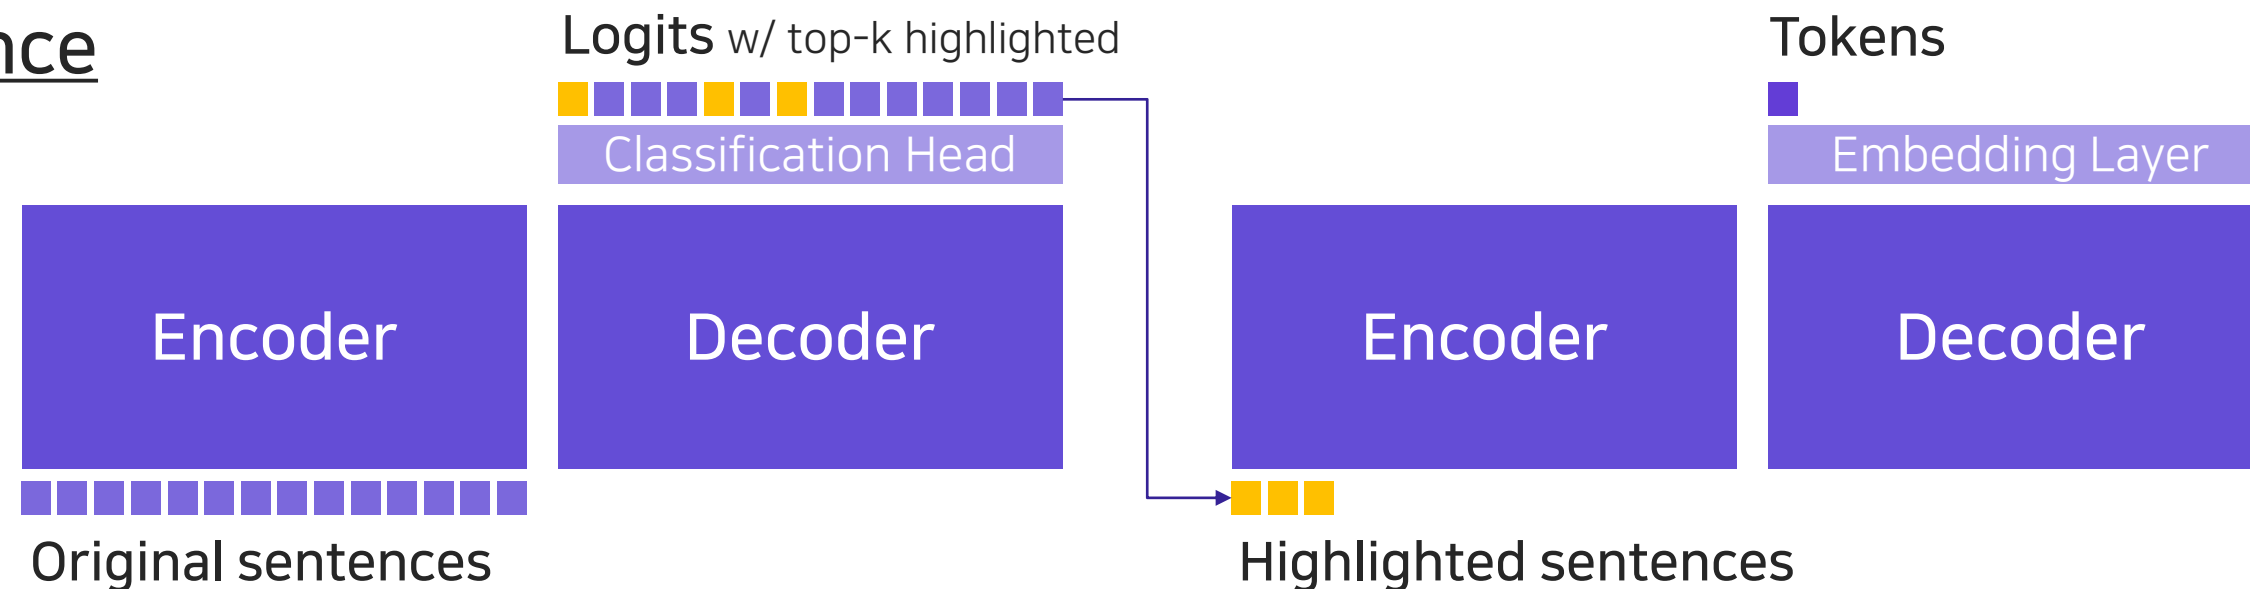 nce
Logits w/ top-k highlighted
Tokens
Classification Head
Embedding Layer
Encoder
Decoder
Encoder
Decoder
Original sentences
Highlighted sentences